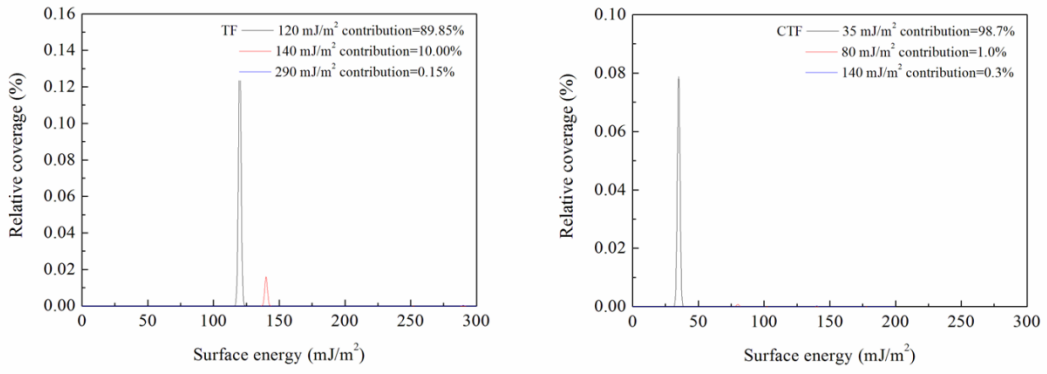 TF 120 mJ/m² contribution=89.85%
140 mJ/m² contribution=10.00%
290 mJ/m² contribution=0.15%
0.16
0.14
0.12
0.10
0.08
0.06
0.04
0.02
0.00
Relative coverage (%)
0 50 100 150 200 250 300
Surface energy (mJ/m²)
CTF 35 mJ/m² contribution=98.7%
80 mJ/m² contribution=1.0%
140 mJ/m² contribution=0.3%
0.10
0.08
0.06
0.04
0.02
0.00
Relative coverage (%)
0 50 100 150 200 250 300
Surface energy (mJ/m²)